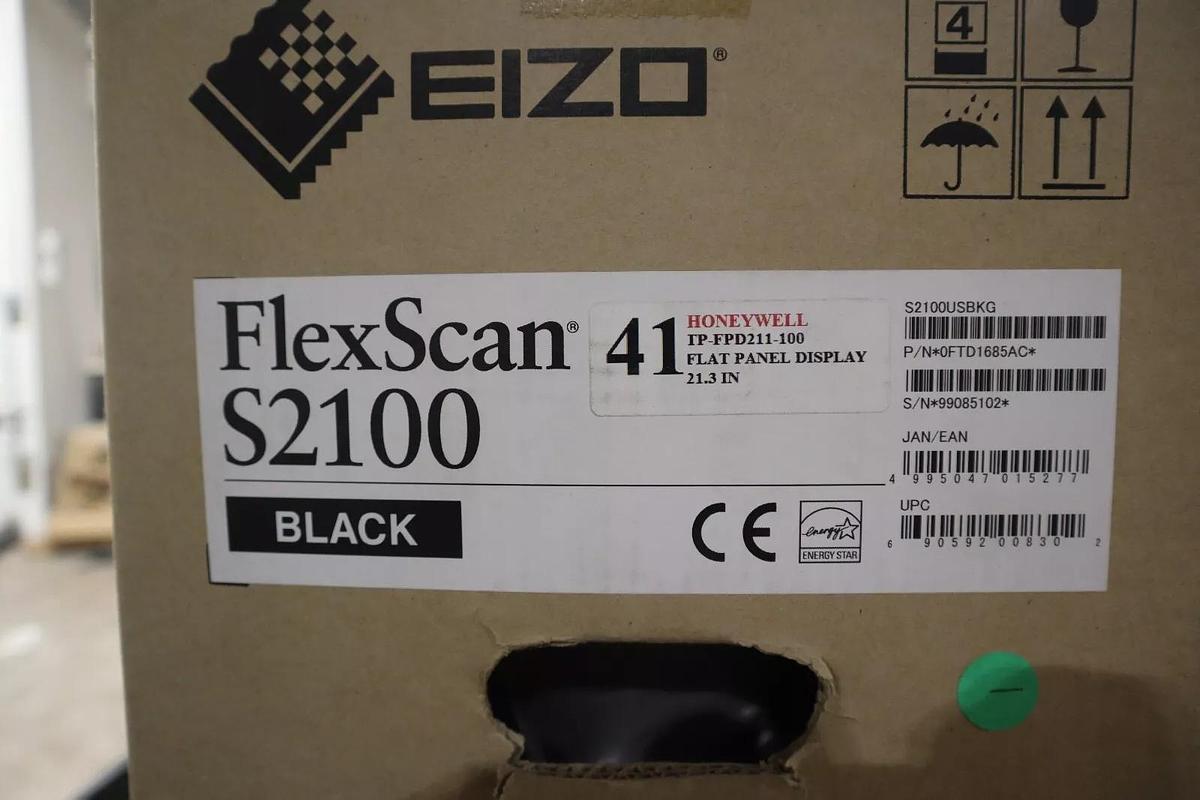 EIZO®
4
FlexScan®
S2100
BLACK
41
HONEYWELL
TP-FPD211-100
FLAT PANEL DISPLAY
21.3 IN
CE
energy
ENERGY STAR
S2100USBKG
P/N*0FTD1685AC*
S/N*99085102*
JAN/EAN
4 995047 015277
UPC
6 90592 00830 2